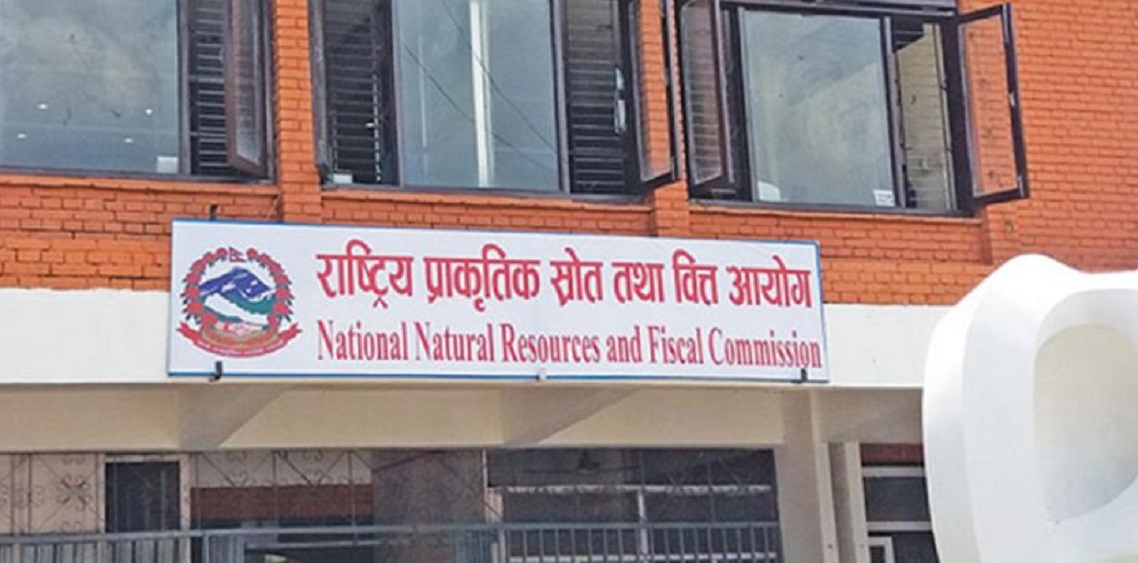 राष्ट्रिय प्राकृतिक स्रोत तथा वित्त आयोग
National Natural Resources and Fiscal Commission